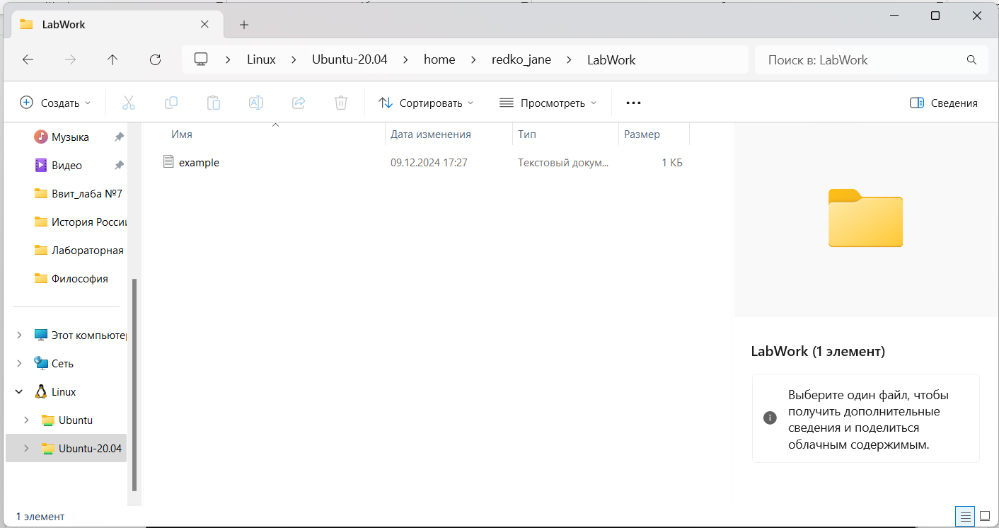 LabWork
Linux Ubuntu-20.04 home redko_jane LabWork
Поиск в: LabWork
Создать
Сортировать
Просмотреть
Сведения
Музыка
Видео
Ввит_лаба №7
История России
Лабораторная
Философия
Этот компьютер
Сеть
Linux
Ubuntu
Ubuntu-20.04
Имя Дата изменения Тип Размер
example 09.12.2024 17:27 Текстовый докум... 1 КБ
LabWork (1 элемент)
Выберите один файл, чтобы
получить дополнительные
сведения и поделиться
облачным содержимым.
1 элемент